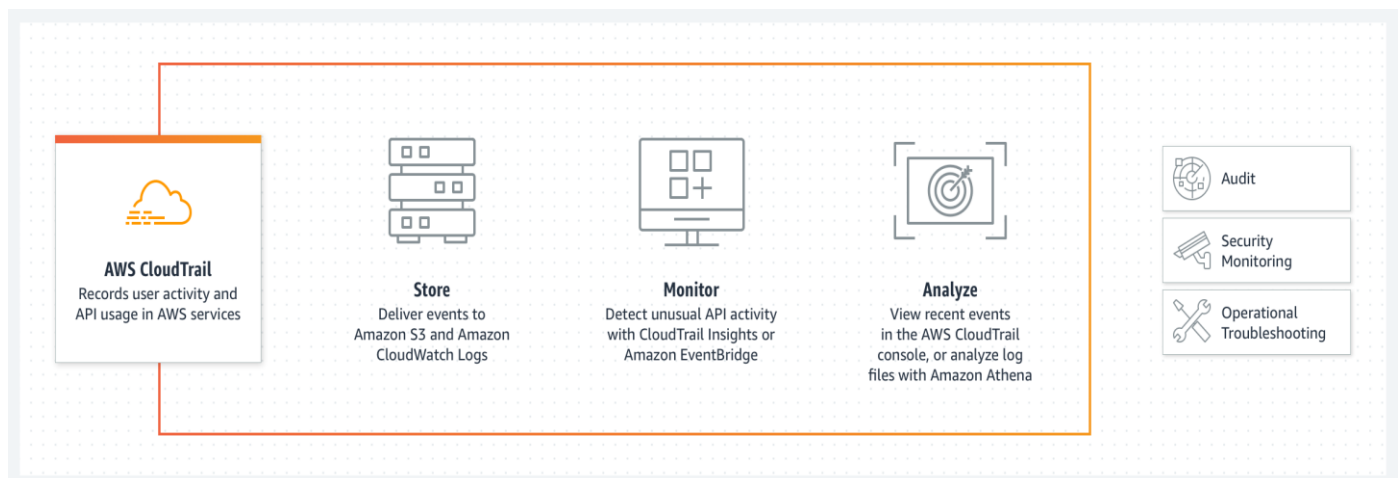 AWS CloudTrail
Records user activity and
API usage in AWS services
Store
Deliver events to
Amazon S3 and Amazon
CloudWatch Logs
Monitor
Detect unusual API activity
with CloudTrail Insights or
Amazon EventBridge
Analyze
View recent events
in the AWS CloudTrail
console, or analyze log
files with Amazon Athena
Audit
Security
Monitoring
Operational
Troubleshooting